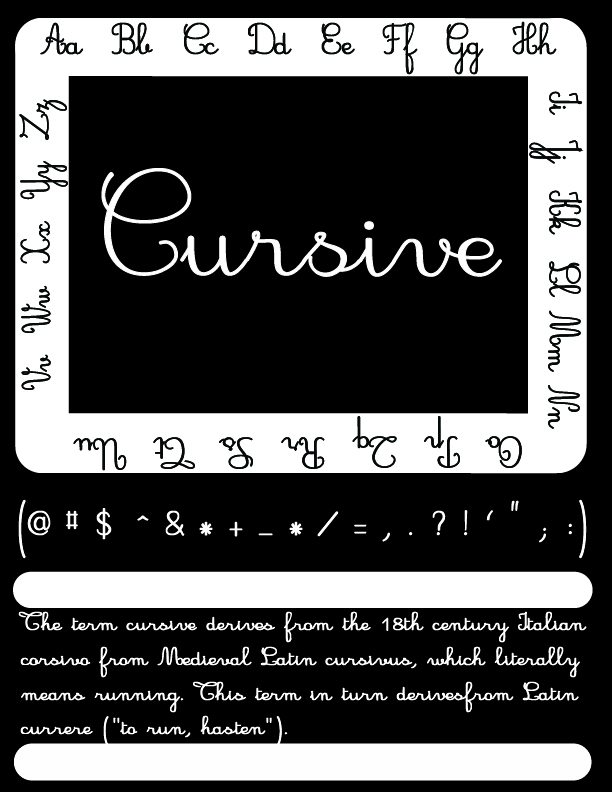 Aa Bb Cc Dd Ee Ff Gg Hh
Ii Jj Kk Ll Mm Nn
Oo Pp Qq Rr Ss Tt Uu
Vv Ww Xx Yy Zz
Cursive
(@ # $ ^ & * + _ * / = , . ? ! ‘ " ; :)
The term cursive derives from the 18th century Italian
corsivo from Medieval Latin cursivus, which literally
means running. This term in turn derivesfrom Latin
currere ("to run, hasten").